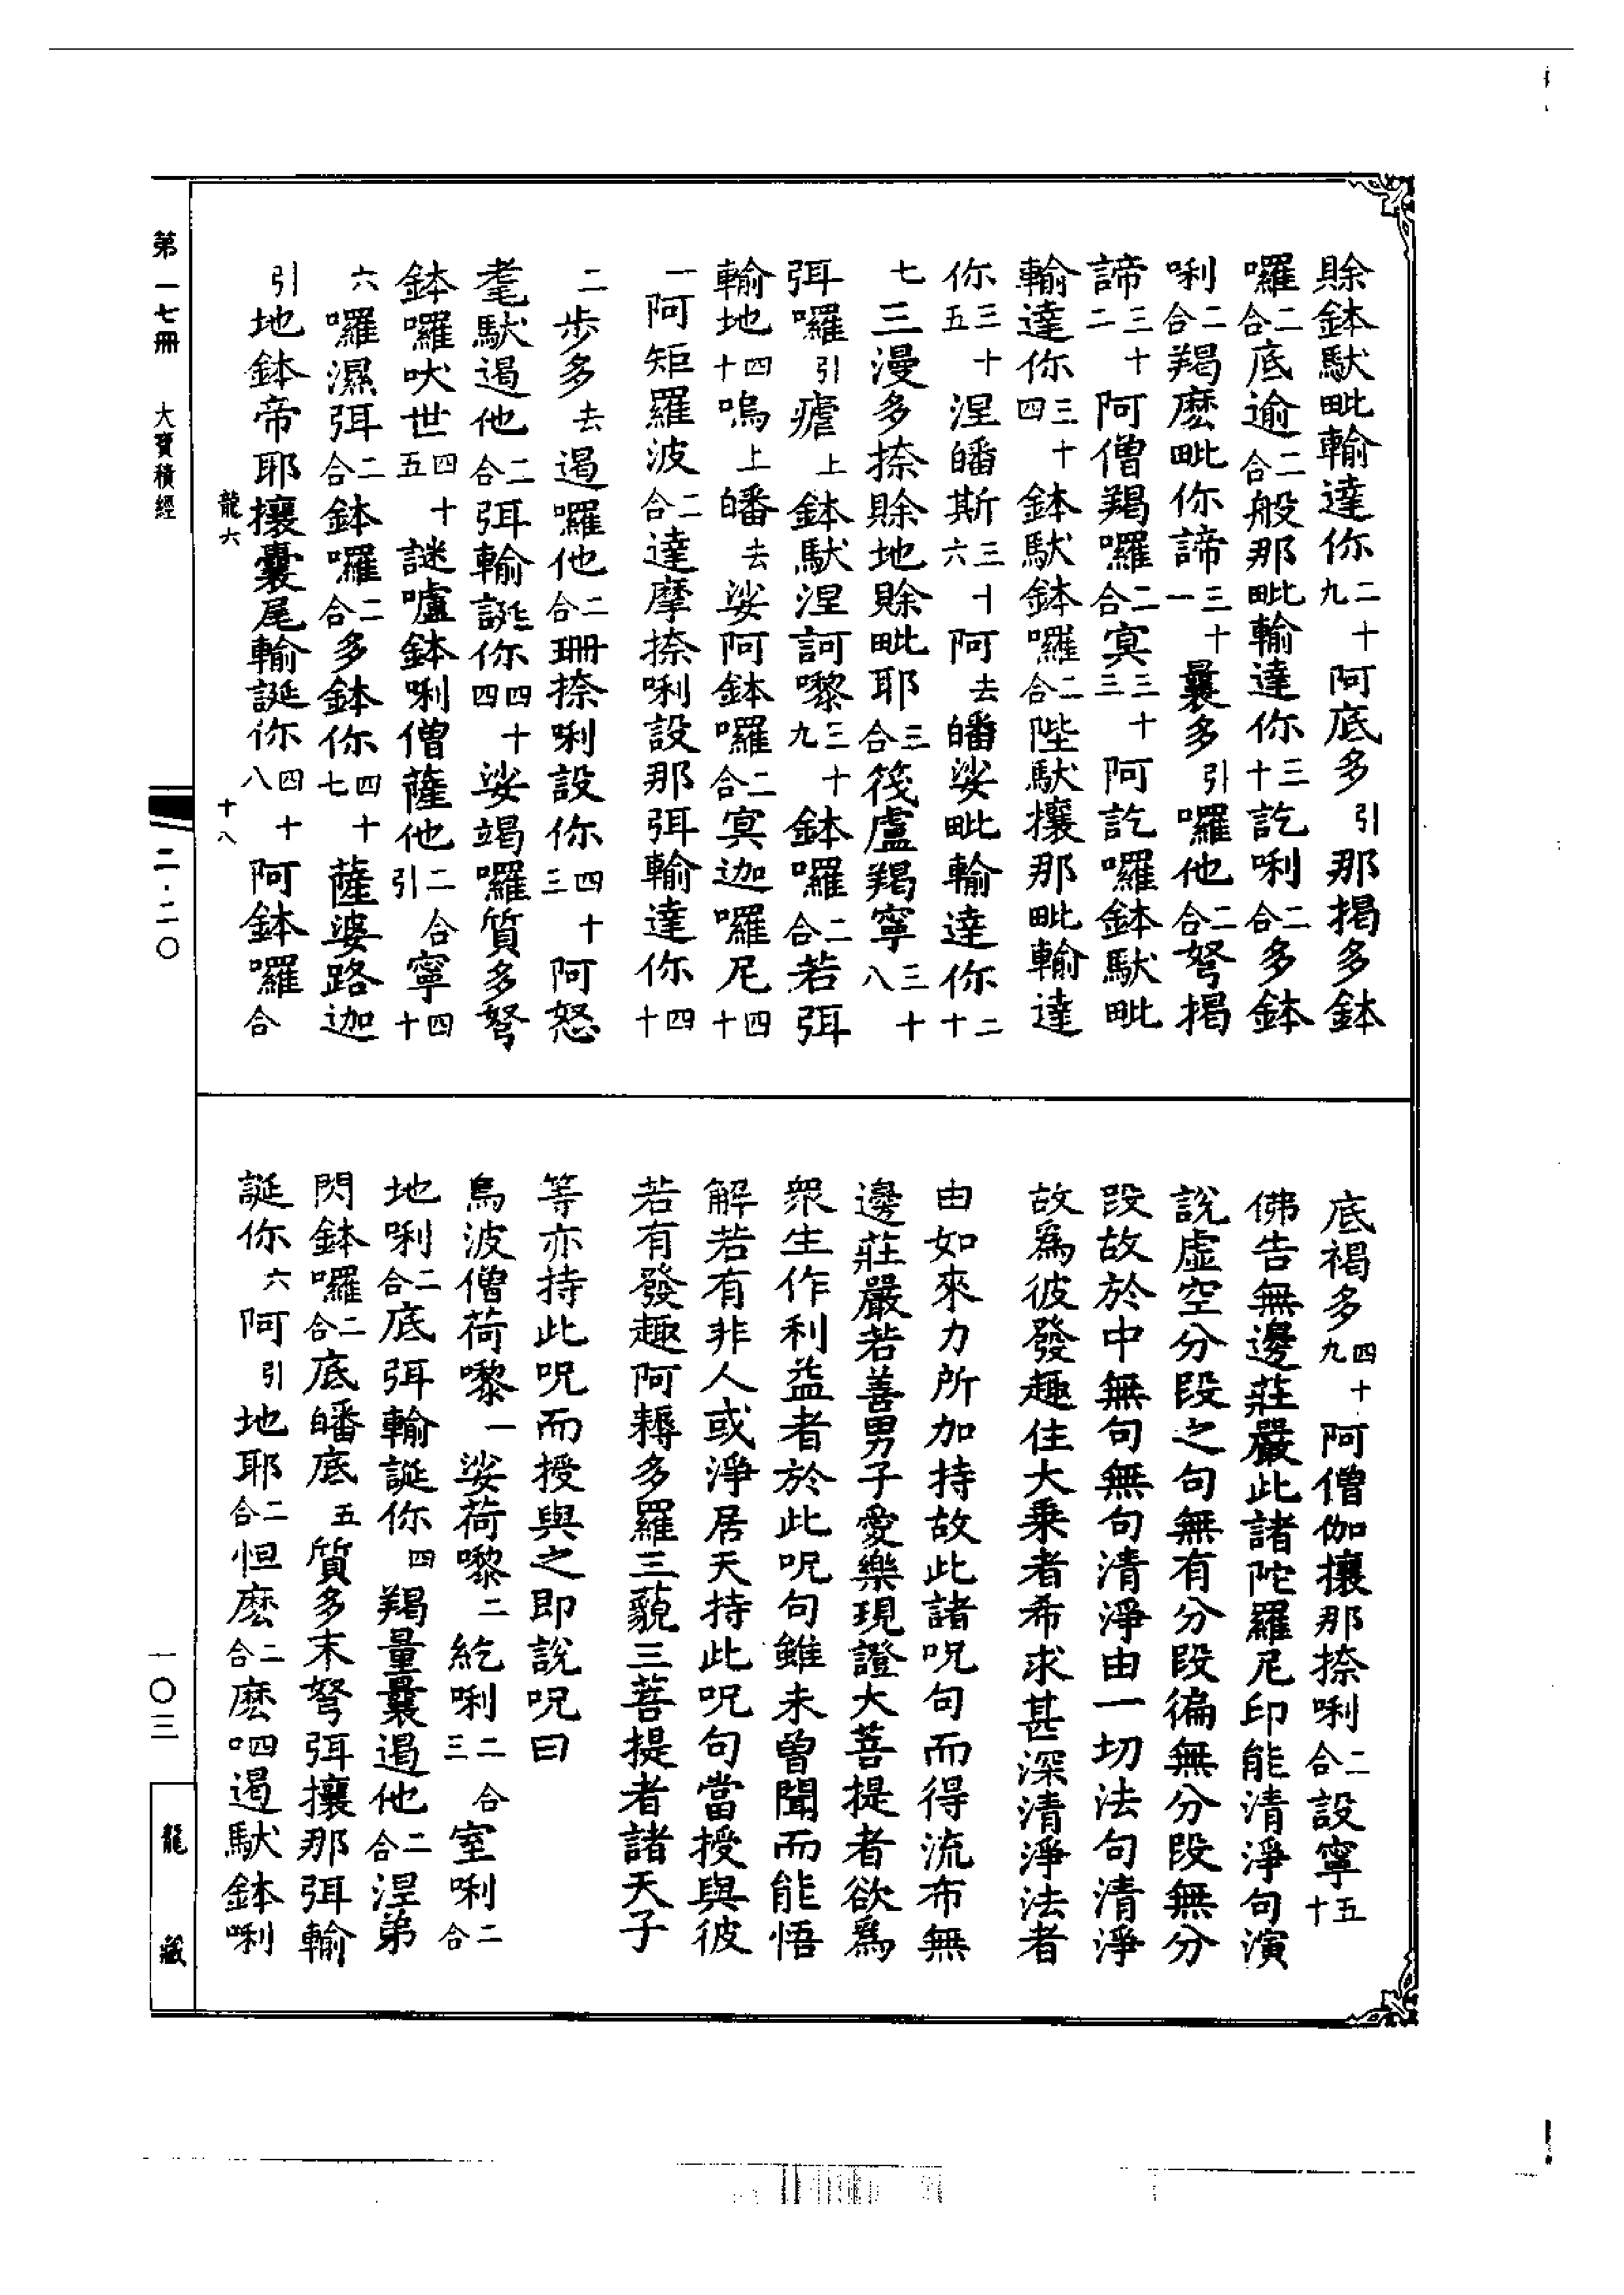 賒鉢馱毗輸達你二十九阿底多引那揭多鉢
囉二合底逾二合般那毗輸達你三十訖唎二合多鉢
唎二合羯麽毗你諦三十一曩多引囉他二合弩揭
諦三十二阿僧羯囉二合寞三十三阿訖囉鉢馱毗
輸達你三十四鉢馱鉢囉二合陛馱攘那毗輸達
你三十五涅皤斯三十六阿去皤娑毗輸達你二十
七三漫多捺賒地賒毗耶三合筏盧羯寧三十八
弭囉引瘧上鉢馱涅訶嚟三十九鉢囉二合若弭
輸地四十嗚上皤去娑阿鉢囉二合寞迦囉尼四十
一阿矩羅波二合達摩捺唎設那弭輸達你四十
二步多去遏囉他二合珊捺唎設你四十三阿怒
耄馱遏他二合弭輸誕你四十四娑竭囉質多弩
鉢囉吠世四十五謎嚧鉢唎僧薩他二合引寧四十
六囉濕弭二合鉢囉二合多鉢你四十七薩婆路迦
引地鉢帝耶攘囊尾輸誕你四十八阿鉢囉合
底褐多四十九阿僧伽攘那捺唎二合設寧五十
佛告無邊莊嚴此諸陀羅尼印能清淨句演
說虛空分段之句無有分段徧無分段無分
段故於中無句無句清淨由一切法句清淨
故爲彼發趣住大乗者希求甚深清淨法者
由如來力所加持故此諸呪句而得流布無
邊莊嚴若善男子愛樂現證大菩提者欲爲
衆生作利益者於此呪句雖未曾聞而能悟
解若有非人或淨居天持此呪句當授與彼
若有發趣阿耨多羅三藐三菩提者諸天子
等亦持此呪而授與之即說呪曰
烏波僧荷嚟一娑荷嚟二紇唎二合三室唎二合
地唎二合底弭輸誕你四羯量曩遏他二合涅弟
閃鉢囉二合底皤底五質多末弩弭攘那弭輸
誕你六阿引地耶二合怛麽二合麽呬遏馱鉢唎
第一七冊　大寶積經
龍六　十八
二·二〇
一〇三
龍藏